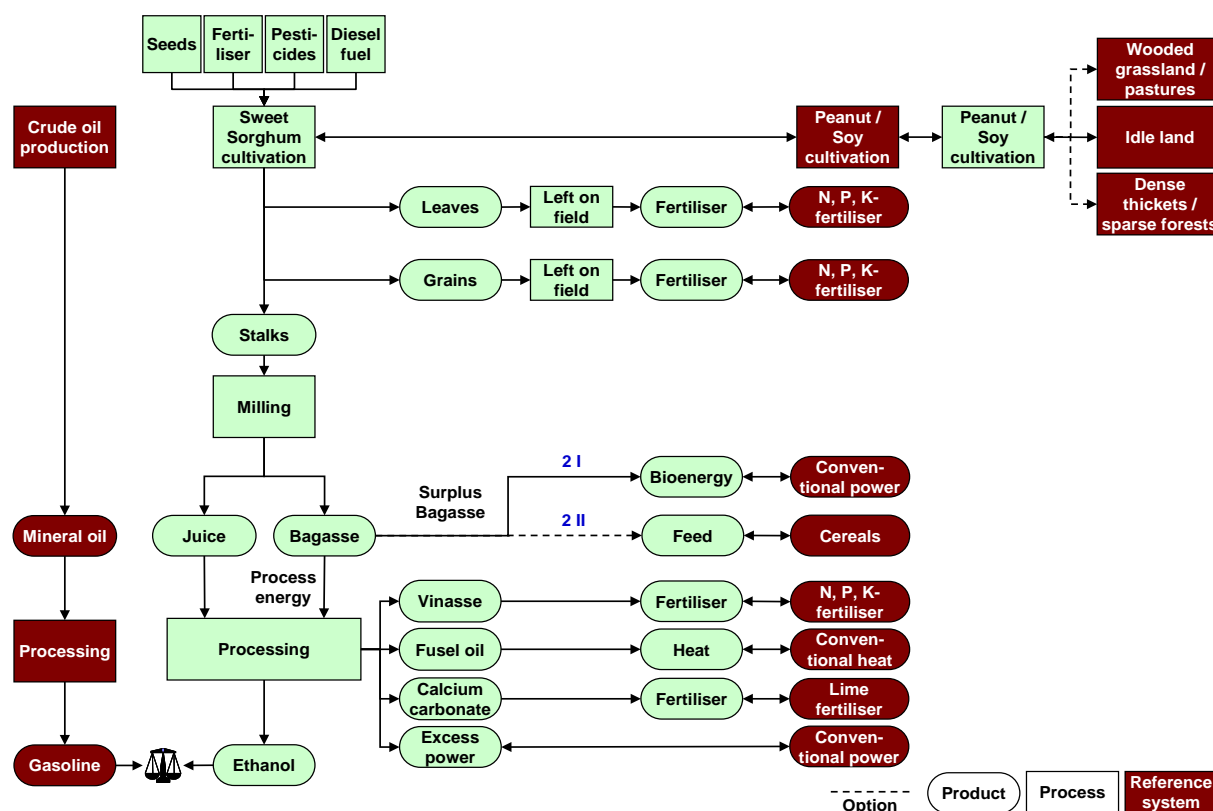 Seeds
Ferti-
liser
Pesti-
cides
Diesel
fuel
Crude oil
production
Sweet
Sorghum
cultivation
Peanut /
Soy
cultivation
Peanut /
Soy
cultivation
Wooded
grassland /
pastures
Idle land
Dense
thickets /
sparse forests
Leaves
Left on
field
Fertiliser
N, P, K-
fertiliser
Grains
Left on
field
Fertiliser
N, P, K-
fertiliser
Stalks
Milling
Surplus
Bagasse
2 I
Bioenergy
Conven-
tional power
Mineral oil
Juice
Bagasse
2 II
Feed
Cereals
Process
energy
Vinasse
Fertiliser
N, P, K-
fertiliser
Processing
Processing
Fusel oil
Heat
Conven-
tional heat
Calcium
carbonate
Fertiliser
Lime
fertiliser
Excess
power
Conven-
tional power
Gasoline
Ethanol
Option
Product
Process
Reference
system